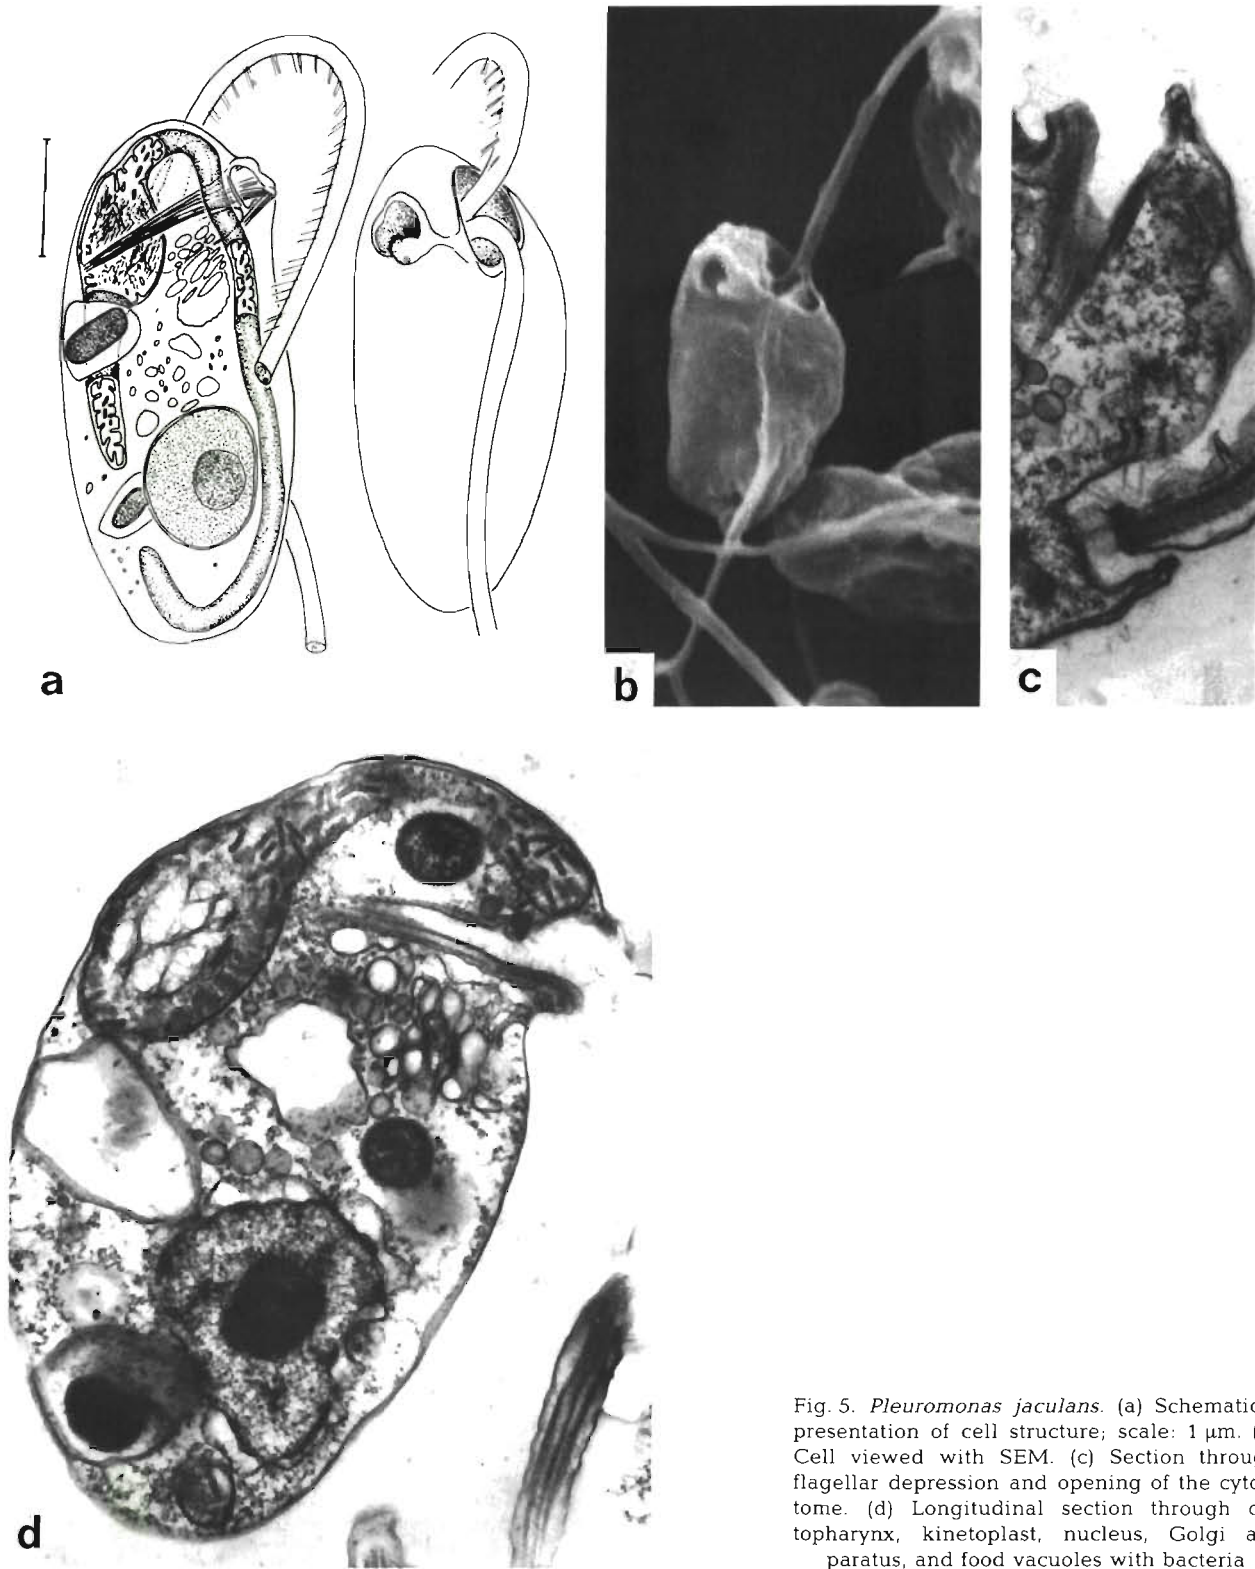 a
b
c
d
Fig. 5. Pleuromonas jaculans. (a) Schematic
presentation of cell structure; scale: 1 µm. (
Cell viewed with SEM. (c) Section throu
flagellar depression and opening of the cyto
tome. (d) Longitudinal section through c
topharynx, kinetoplast, nucleus, Golgi a
paratus, and food vacuoles with bacteria